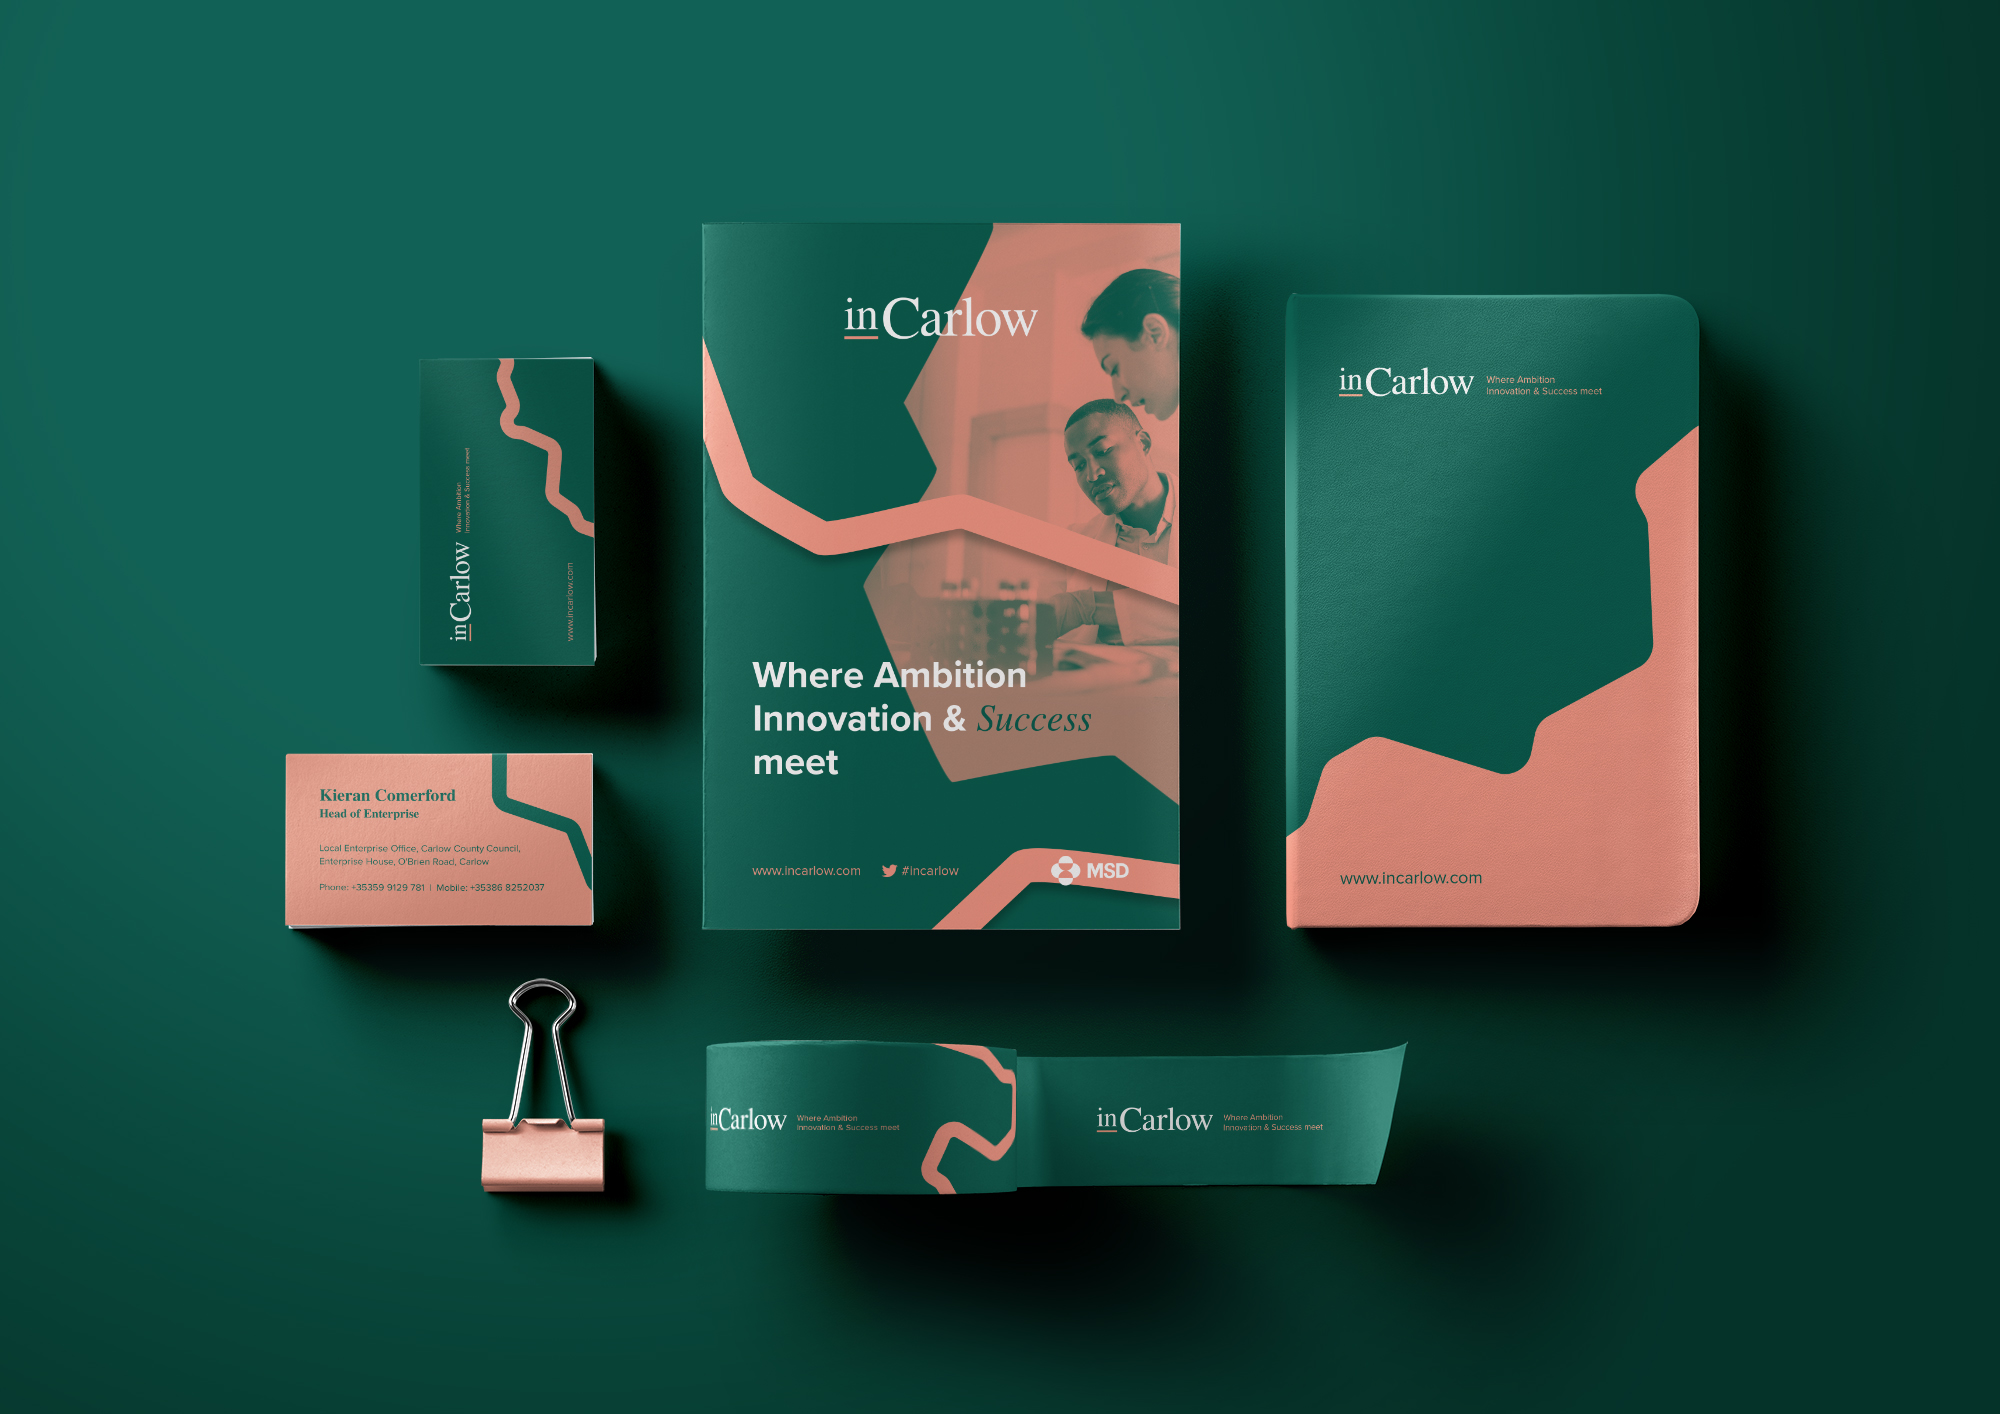 inCarlow
Where Ambition
Innovation & Success meet
www.incarlow.com
Kieran Comerford
Head of Enterprise
Local Enterprise Office, Carlow County Council,
Enterprise House, O'Brien Road, Carlow
Phone: +35359 9129 781 | Mobile: +35386 8252037
inCarlow
Where Ambition
Innovation & Success
meet
www.incarlow.com
#incarlow
MSD
inCarlow
Where Ambition
Innovation & Success meet
www.incarlow.com
inCarlow
Where Ambition
Innovation & Success meet
inCarlow
Where Ambition
Innovation & Success meet